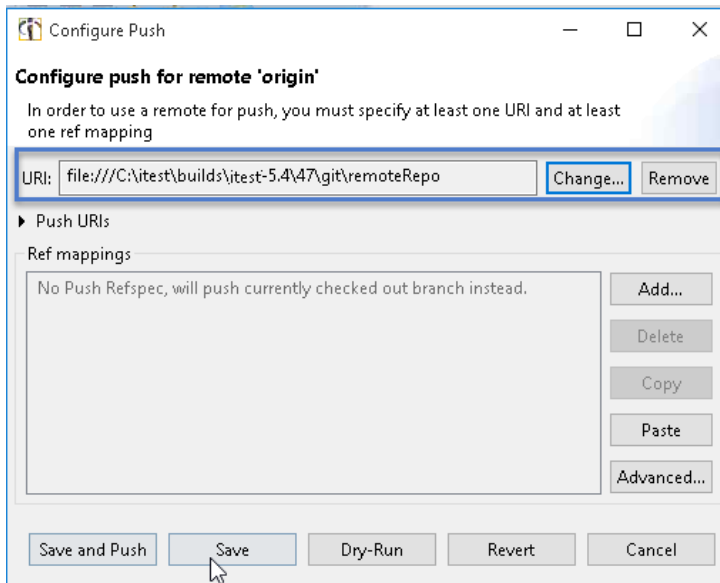 Configure Push
Configure push for remote 'origin'
In order to use a remote for push, you must specify at least one URI and at least
one ref mapping
URI: file:///C:\itest\builds\itest-5.4\47\git\remoteRepo Change... Remove
Push URIs
Ref mappings
No Push Refspec, will push currently checked out branch instead. Add...
Delete
Copy
Paste
Advanced...
Save and Push Save Dry-Run Revert Cancel